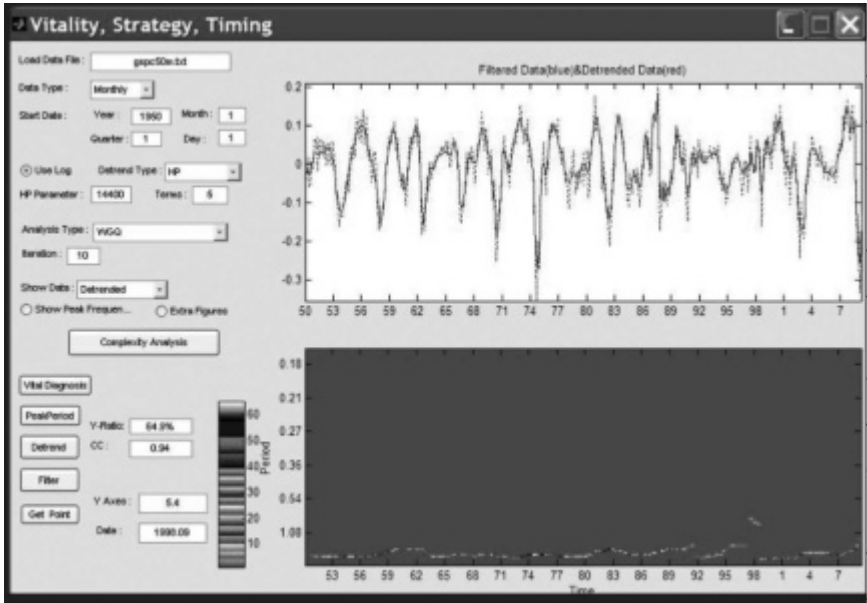 Vitality, Strategy, Timing
Load Data File :
Data Type : Monthly
Start Date : Year : 1950 Month : 1
Quarter : 1 Day : 1
Use Log Detrend Type : HP
HP Parameter : 14400 Terms : 5
Analysis Type : WGQ
Iteration : 10
Show Data : Detrended
Show Peak Frequen... Extra Figures
Complexity Analysis
Vital Diagnosis
PeakPeriod
Y-Ratio: 64.9%
Detrend
CC : 0.94
Filter
Get Point
Y Axes : 5.4
Date : 1998.09
60
50
40
30
20
10
Filtered Data(blue)&Detrended Data(red)
0.2
0.1
0
-0.1
-0.2
-0.3
50 53 56 59 62 65 68 71 74 77 80 83 86 89 92 95 98 1 4 7
Period
0.18
0.21
0.27
0.36
0.54
1.08
53 56 59 62 65 68 71 74 77 80 83 86 89 92 95 98 1 4 7
Time